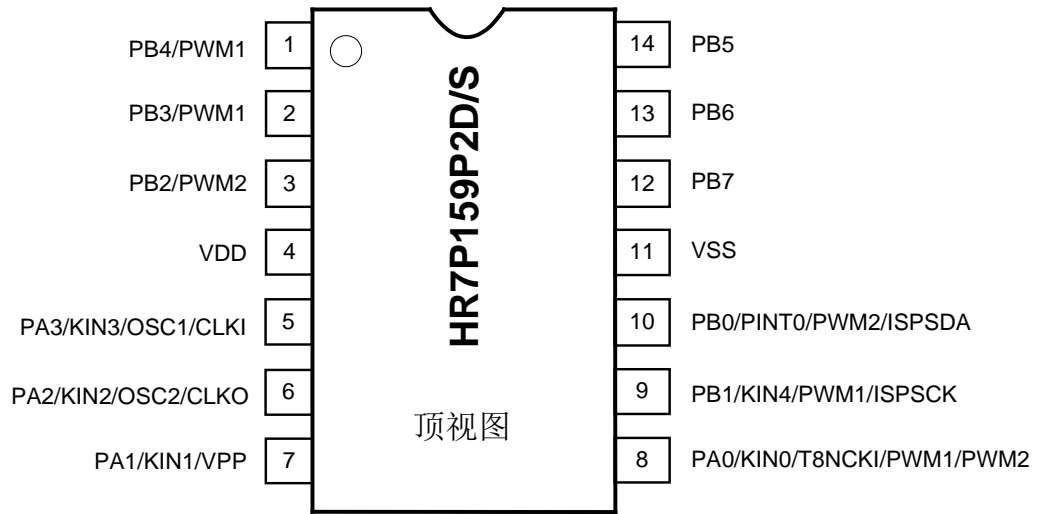 PB4/PWM1 1 14 PB5
PB3/PWM1 2 13 PB6
PB2/PWM2 3 12 PB7
VDD 4 11 VSS
PA3/KIN3/OSC1/CLKI 5 10 PB0/PINT0/PWM2/ISPSDA
PA2/KIN2/OSC2/CLKO 6 9 PB1/KIN4/PWM1/ISPSCK
PA1/KIN1/VPP 7 8 PA0/KIN0/T8NCKI/PWM1/PWM2
HR7P159P2D/S
顶视图